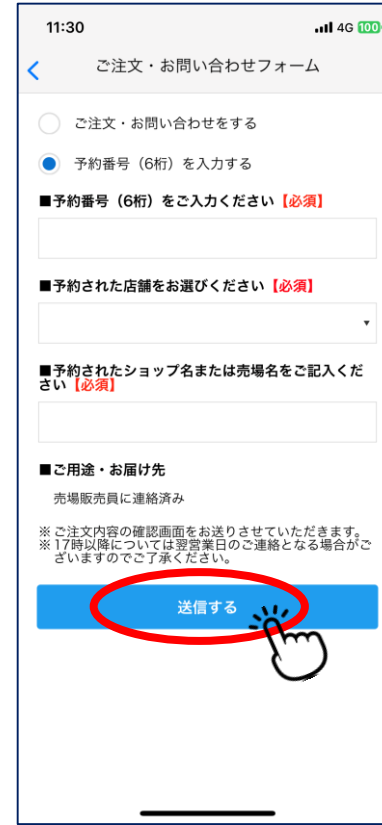 11:30 4G 100
ご注文・お問い合わせフォーム
ご注文・お問い合わせをする
予約番号（6桁）を入力する
■予約番号（6桁）をご入力ください【必須】
■予約された店舗をお選びください【必須】
■予約されたショップ名または売場名をご記入くだ
さい【必須】
■ご用途・お届け先
売場販売員に連絡済み
※ご注文内容の確認画面をお送りさせていただきます。
※17時以降については翌営業日のご連絡となる場合がご
ざいますのでご了承ください。
送信する